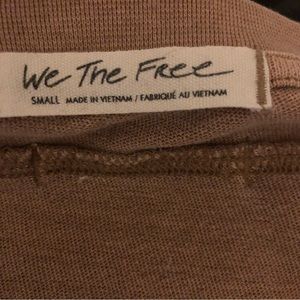 We The Free
SMALL MADE IN VIETNAM / FABRIQUÉ AU VIETNAM